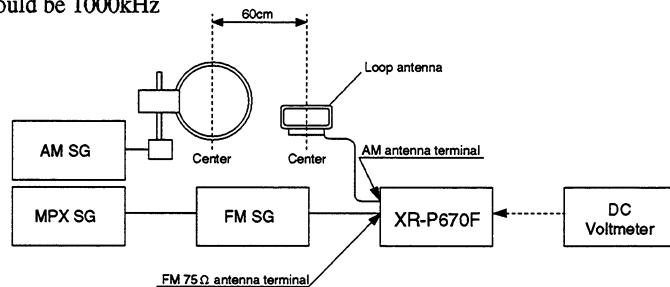 ould be 1000kHz
60cm
Loop antenna
AM SG
Center
Center
AM antenna terminal
MPX SG
FM SG
XR-P670F
DC
Voltmeter
FM 75Ω antenna terminal